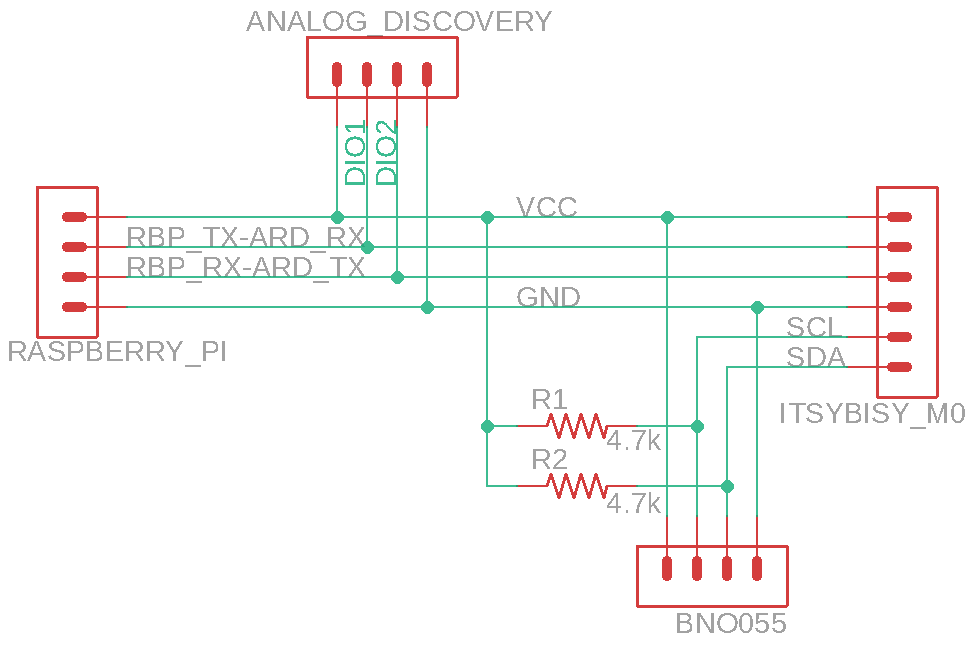 ANALOG_DISCOVERY
DIO1
DIO2
VCC
RBP_TX-ARD_RX
RBP_RX-ARD_TX
GND
SCL
SDA
RASPBERRY_PI
ITSYBISY_M0
R1
4.7k
R2
4.7k
BNO055